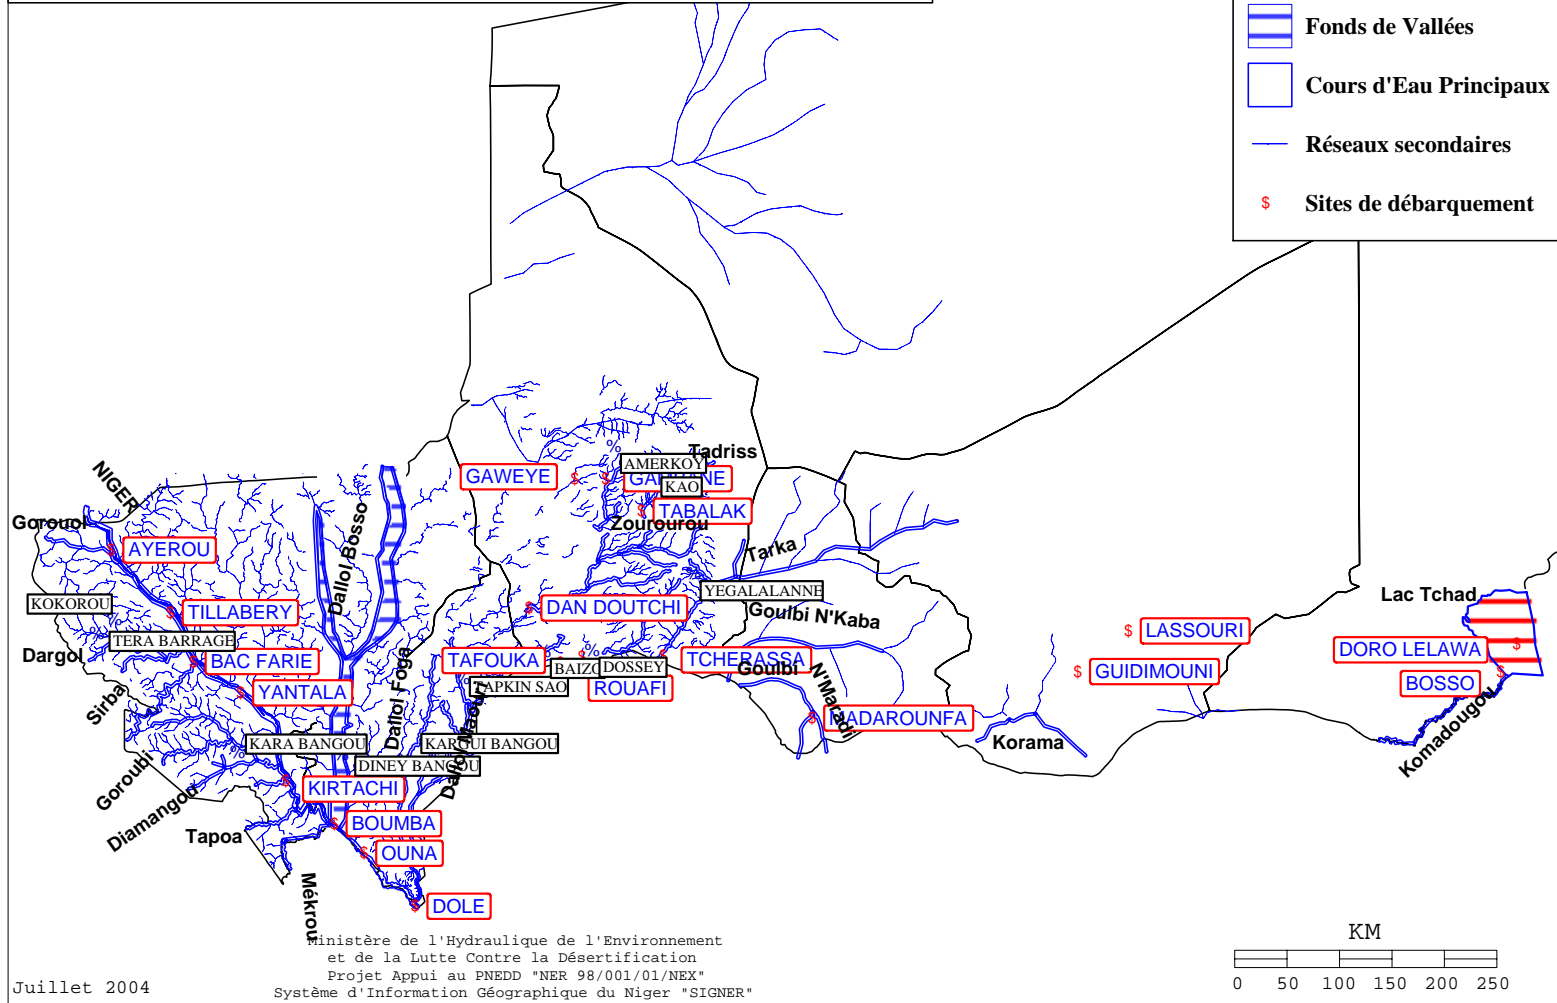 Fonds de Vallées
Cours d'Eau Principaux
Réseaux secondaires
$ Sites de débarquement
Tadriss
AMERKOY
GAWEYE
KAO
TABALAK
NIGER
Gorouol
Zourourou
Dallol Bosso
AYEROU
Tarka
YEGALALANNE
KOKOROU
TILLABERY
DAN DOUTCHI
Goulbi N'Kaba
Lac Tchad
LASSOURI
TERA BARRAGE
DORO LELAWA
Dargol
BAC FARIE
TAFOUKA
DOSSEY
TCHERASSA
Goulbi
N'Maradi
GUIDIMOUNI
BOSSO
YANTALA
TAPKIN SAO
ROUAFI
Sirba
Dallol Foga
Dallol Maouri
MADAROUNFA
Komadougou
KARA BANGOU
KAROUI BANGOU
Korama
DINEY BANGOU
Goroubi
KIRTACHI
Diamangou
BOUMBA
Tapoa
OUNA
Mékrou
DOLE
Ministère de l'Hydraulique de l'Environnement
et de la Lutte Contre la Désertification
Projet Appui au PNEDD "NER 98/001/01/NEX"
Système d'Information Géographique du Niger "SIGNER"
Juillet 2004
KM
0 50 100 150 200 250